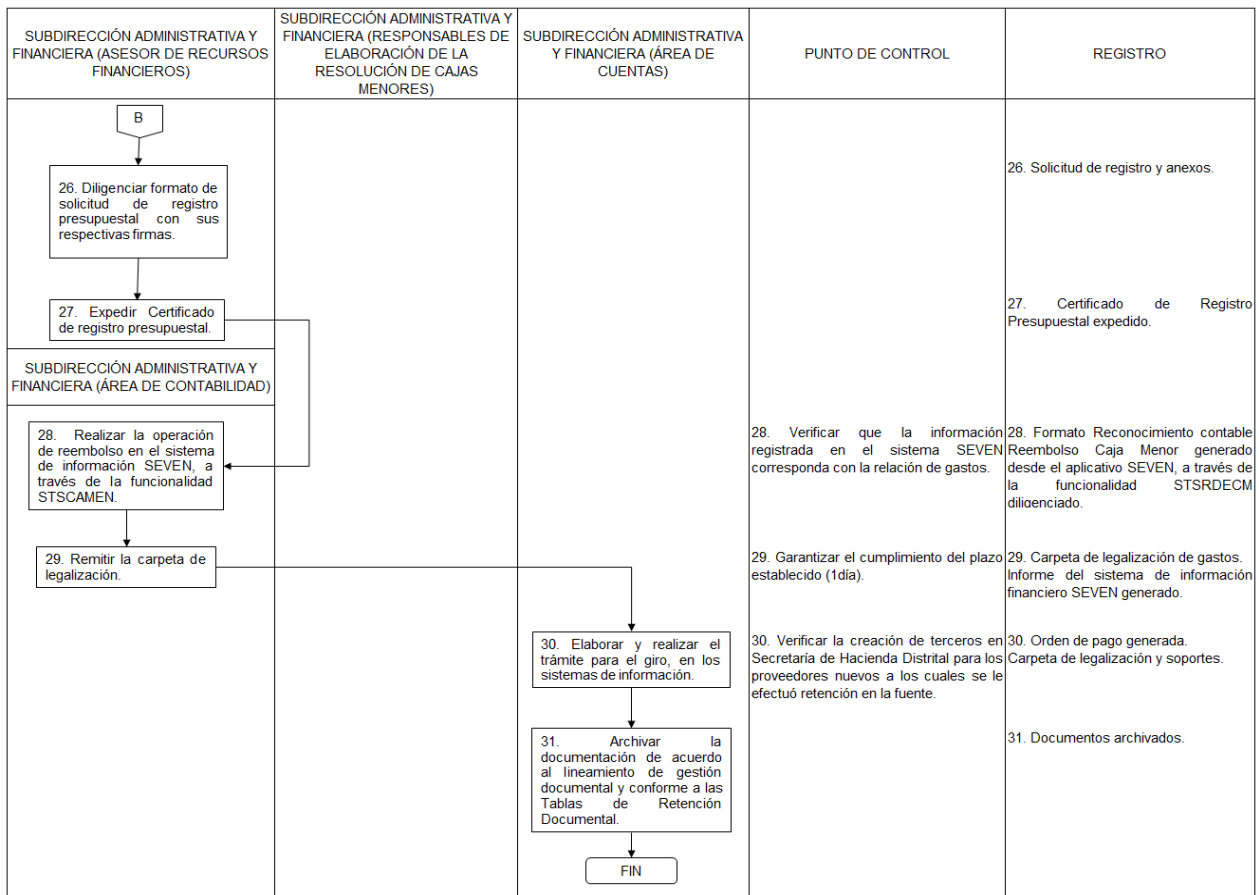 SUBDIRECCIÓN ADMINISTRATIVA Y
FINANCIERA (ASESOR DE RECURSOS
FINANCIEROS)
SUBDIRECCIÓN ADMINISTRATIVA Y
FINANCIERA (RESPONSABLES DE
ELABORACIÓN DE LA
RESOLUCIÓN DE CAJAS
MENORES)
SUBDIRECCIÓN ADMINISTRATIVA
Y FINANCIERA (ÁREA DE
CUENTAS)
PUNTO DE CONTROL
REGISTRO
B
26. Diligenciar formato de
solicitud de registro
presupuestal con sus
respectivas firmas.
26. Solicitud de registro y anexos.
27. Expedir Certificado
de registro presupuestal.
27. Certificado de Registro
Presupuestal expedido.
SUBDIRECCIÓN ADMINISTRATIVA Y
FINANCIERA (ÁREA DE CONTABILIDAD)
28. Realizar la operación
de reembolso en el sistema
de información SEVEN, a
través de la funcionalidad
STSCAMEN.
28. Verificar que la información
registrada en el sistema SEVEN
corresponda con la relación de gastos.
28. Formato Reconocimiento contable
Reembolso Caja Menor generado
desde el aplicativo SEVEN, a través de
la funcionalidad STSRDECM
diligenciado.
29. Remitir la carpeta de
legalización.
29. Garantizar el cumplimiento del plazo
establecido (1día).
29. Carpeta de legalización de gastos.
Informe del sistema de información
financiero SEVEN generado.
30. Elaborar y realizar el
trámite para el giro, en los
sistemas de información.
30. Verificar la creación de terceros en
Secretaría de Hacienda Distrital para los
proveedores nuevos a los cuales se le
efectuó retención en la fuente.
30. Orden de pago generada.
Carpeta de legalización y soportes.
31. Archivar la
documentación de acuerdo
al lineamiento de gestión
documental y conforme a las
Tablas de Retención
Documental.
31. Documentos archivados.
FIN